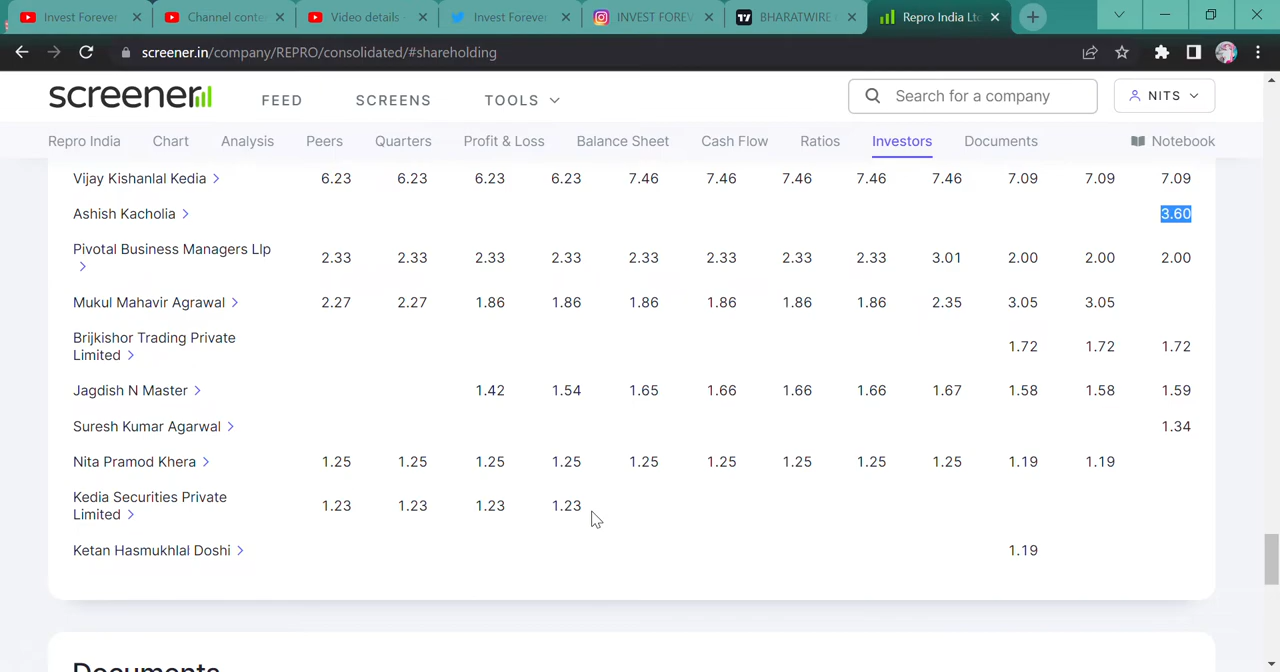 Invest Forever
Channel conte
Video details
Invest Forever
INVEST FOREV
BHARATWIRE
Repro India Lt
screener.in/company/REPRO/consolidated/#shareholding
screener
FEED
SCREENS
TOOLS
Search for a company
NITS
Repro India
Chart
Analysis
Peers
Quarters
Profit & Loss
Balance Sheet
Cash Flow
Ratios
Investors
Documents
Notebook
Vijay Kishanlal Kedia 6.23 6.23 6.23 6.23 7.46 7.46 7.46 7.46 7.46 7.09 7.09 7.09
Ashish Kacholia 3.60
Pivotal Business Managers Llp 2.33 2.33 2.33 2.33 2.33 2.33 2.33 2.33 3.01 2.00 2.00 2.00
Mukul Mahavir Agrawal 2.27 2.27 1.86 1.86 1.86 1.86 1.86 1.86 2.35 3.05 3.05
Brijkishor Trading Private
Limited 1.72 1.72 1.72
Jagdish N Master 1.42 1.54 1.65 1.66 1.66 1.66 1.67 1.58 1.58 1.59
Suresh Kumar Agarwal 1.34
Nita Pramod Khera 1.25 1.25 1.25 1.25 1.25 1.25 1.25 1.25 1.25 1.19 1.19
Kedia Securities Private
Limited 1.23 1.23 1.23 1.23
Ketan Hasmukhlal Doshi 1.19
Documents